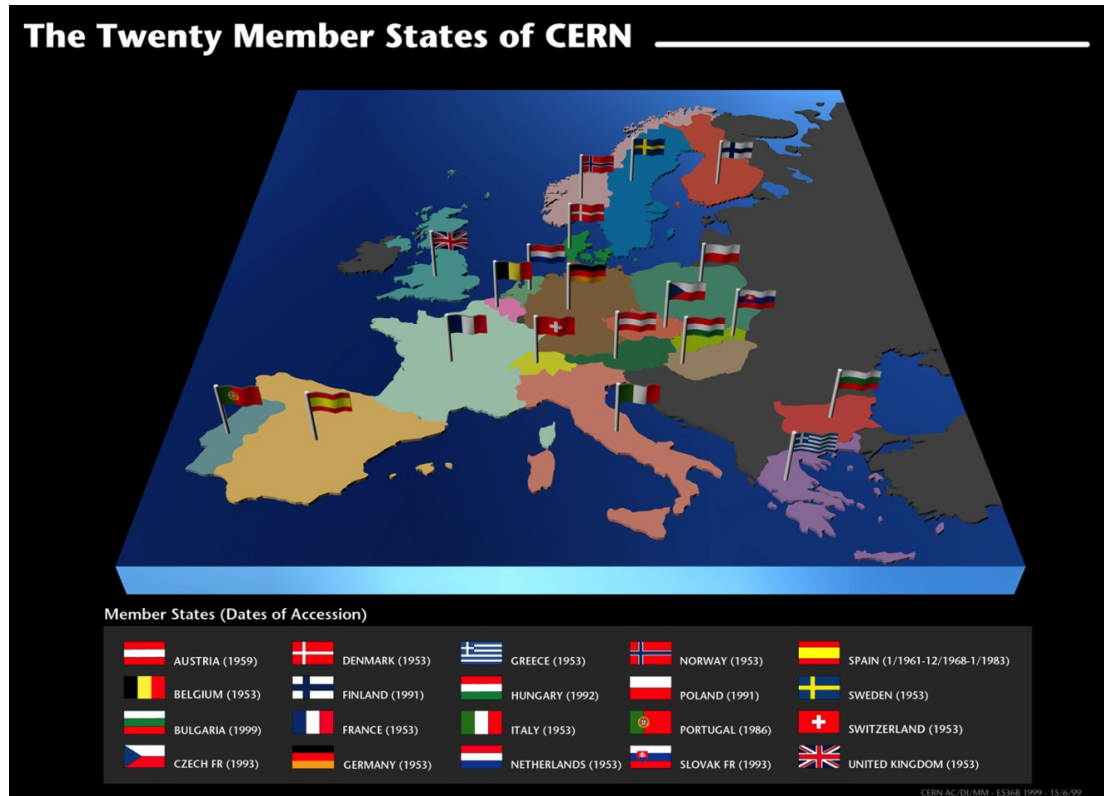 The Twenty Member States of CERN
Member States (Dates of Accession)
AUSTRIA (1959)
DENMARK (1953)
GREECE (1953)
NORWAY (1953)
SPAIN (1/1961-12/1968-1/1983)
BELGIUM (1953)
FINLAND (1991)
HUNGARY (1992)
POLAND (1991)
SWEDEN (1953)
BULGARIA (1999)
FRANCE (1953)
ITALY (1953)
PORTUGAL (1986)
SWITZERLAND (1953)
CZECH FR (1993)
GERMANY (1953)
NETHERLANDS (1953)
SLOVAK FR (1993)
UNITED KINGDOM (1953)
CERN AC/DI/MM - ES36B 1999 - 15/6/99